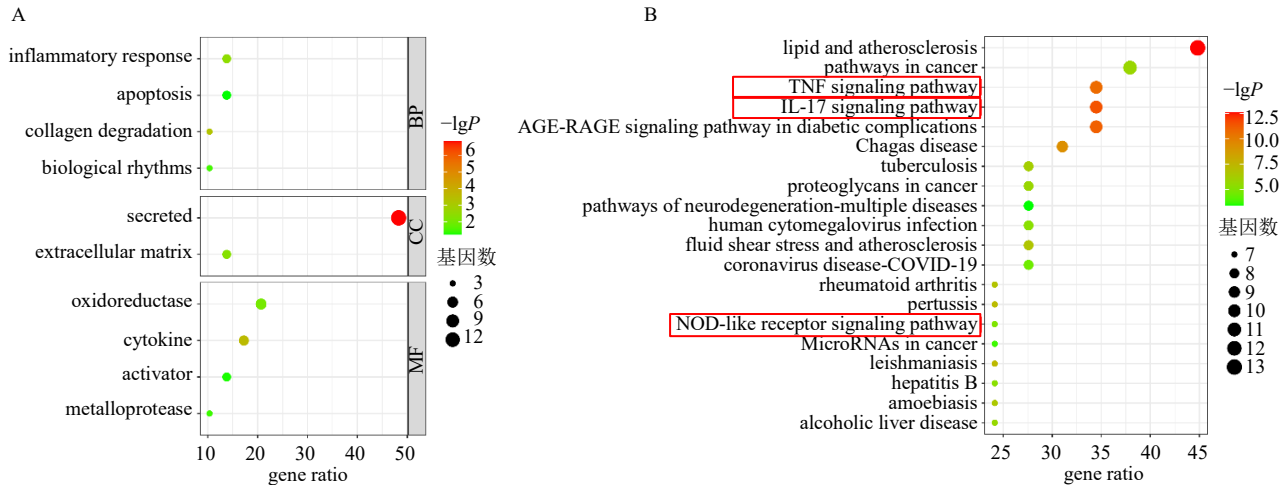 A
inflammatory response
apoptosis
collagen degradation
biological rhythms
secreted
extracellular matrix
oxidoreductase
cytokine
activator
metalloprotease
BP
CC
MF
10 20 30 40 50
gene ratio
−lgP
6
5
4
3
2
基因数
3
6
9
12
B
lipid and atherosclerosis
pathways in cancer
TNF signaling pathway
IL-17 signaling pathway
AGE-RAGE signaling pathway in diabetic complications
Chagas disease
tuberculosis
proteoglycans in cancer
pathways of neurodegeneration-multiple diseases
human cytomegalovirus infection
fluid shear stress and atherosclerosis
coronavirus disease-COVID-19
rheumatoid arthritis
pertussis
NOD-like receptor signaling pathway
MicroRNAs in cancer
leishmaniasis
hepatitis B
amoebiasis
alcoholic liver disease
25 30 35 40 45
gene ratio
−lgP
12.5
10.0
7.5
5.0
基因数
7
8
9
10
11
12
13